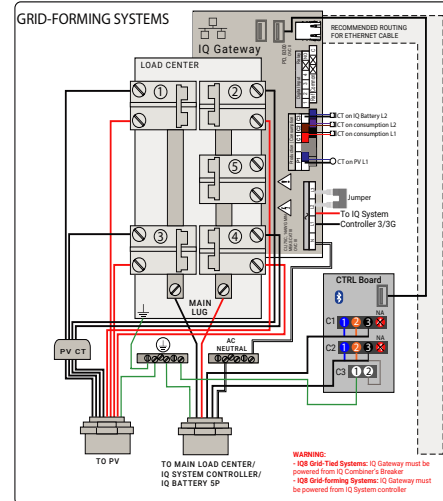 GRID-FORMING SYSTEMS
RECOMMENDED ROUTING
FOR ETHERNET CABLE
IQ Gateway
LOAD CENTER
1
2
5
3
4
CT on IQ Battery L2
CT on consumption L2
CT on consumption L1
CT on PV L1
Jumper
To IQ System
Controller 3/3G
MAIN
LUG
AC
NEUTRAL
PV CT
CTRL Board
NA
C1 1 2 3
NA
C2 1 2 3
C3 1 2
TO PV
TO MAIN LOAD CENTER/
IQ SYSTEM CONTROLLER/
IQ BATTERY 5P
WARNING:
- IQ8 Grid-Tied Systems: IQ Gateway must be
powered from IQ Combiner's Breaker
- IQ8 Grid-forming Systems: IQ Gateway must
be powered from IQ System controller